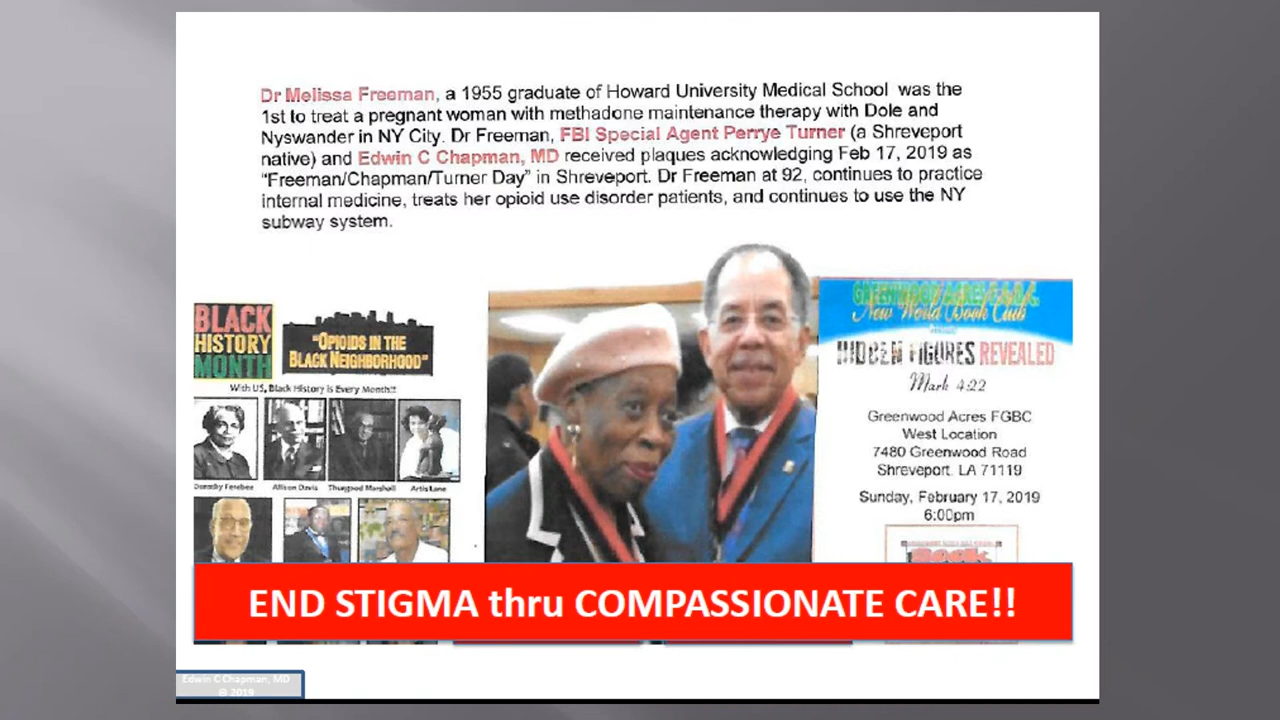 Dr Melissa Freeman, a 1955 graduate of Howard University Medical School was the
1st to treat a pregnant woman with methadone maintenance therapy with Dole and
Nyswander in NY City. Dr Freeman, FBI Special Agent Perrye Turner (a Shreveport
native) and Edwin C Chapman, MD received plaques acknowledging Feb 17, 2019 as
"Freeman/Chapman/Turner Day" in Shreveport. Dr Freeman at 92, continues to practice
internal medicine, treats her opioid use disorder patients, and continues to use the NY
subway system.
BLACK
HISTORY
MONTH
"OPIOIDS IN THE
BLACK NEIGHBORHOOD"
With US, Black History is Every Month!!
Dorothy Ferebee
Allison Davis
Thurgood Marshall
Artis Lane
GREENWOOD ACRES F.G.B.C.
New World Book Club
Presents
HIDDEN FIGURES REVEALED
Mark 4:22
Greenwood Acres FGBC
West Location
7480 Greenwood Road
Shreveport, LA 71119
Sunday, February 17, 2019
6:00pm
Book
END STIGMA thru COMPASSIONATE CARE!!
Edwin C Chapman, MD
© 2019